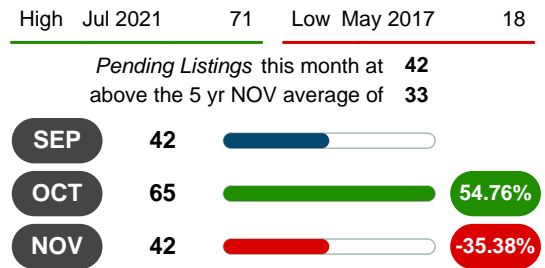 High Jul 2021 71 Low May 2017 18
Pending Listings this month at 42
above the 5 yr NOV average of 33
SEP 42
OCT 65 54.76%
NOV 42 -35.38%